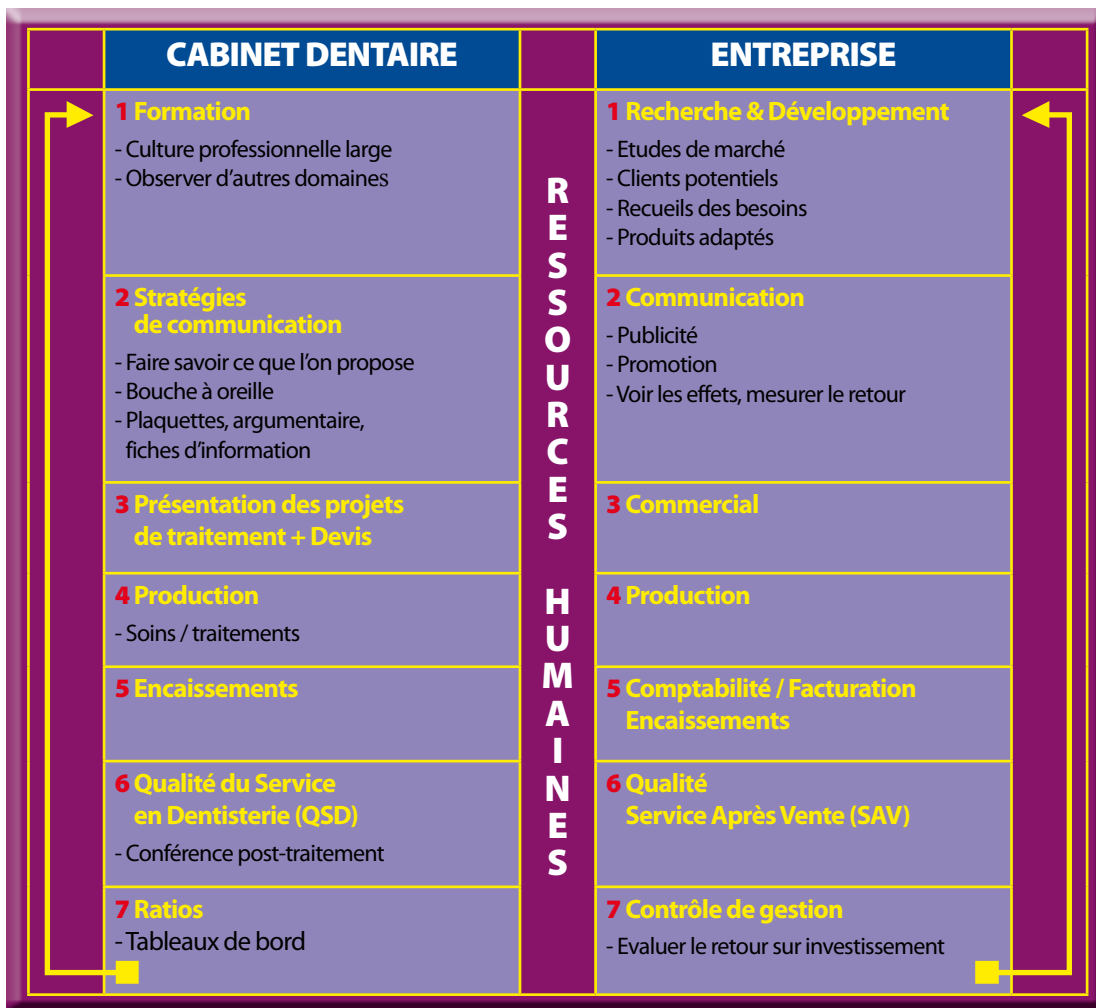 CABINET DENTAIRE
1 Formation
- Culture professionnelle large
- Observer d'autres domaines
2 Stratégies
de communication
- Faire savoir ce que l'on propose
- Bouche à oreille
- Plaquettes, argumentaire,
fiches d'information
3 Présentation des projets
de traitement + Devis
4 Production
- Soins / traitements
5 Encaissements
6 Qualité du Service
en Dentisterie (QSD)
- Conférence post-traitement
7 Ratios
- Tableaux de bord
RESSOURCES HUMAINES
ENTREPRISE
1 Recherche & Développement
- Etudes de marché
- Clients potentiels
- Recueils des besoins
- Produits adaptés
2 Communication
- Publicité
- Promotion
- Voir les effets, mesurer le retour
3 Commercial
4 Production
5 Comptabilité / Facturation
Encaissements
6 Qualité
Service Après Vente (SAV)
7 Contrôle de gestion
- Evaluer le retour sur investissement